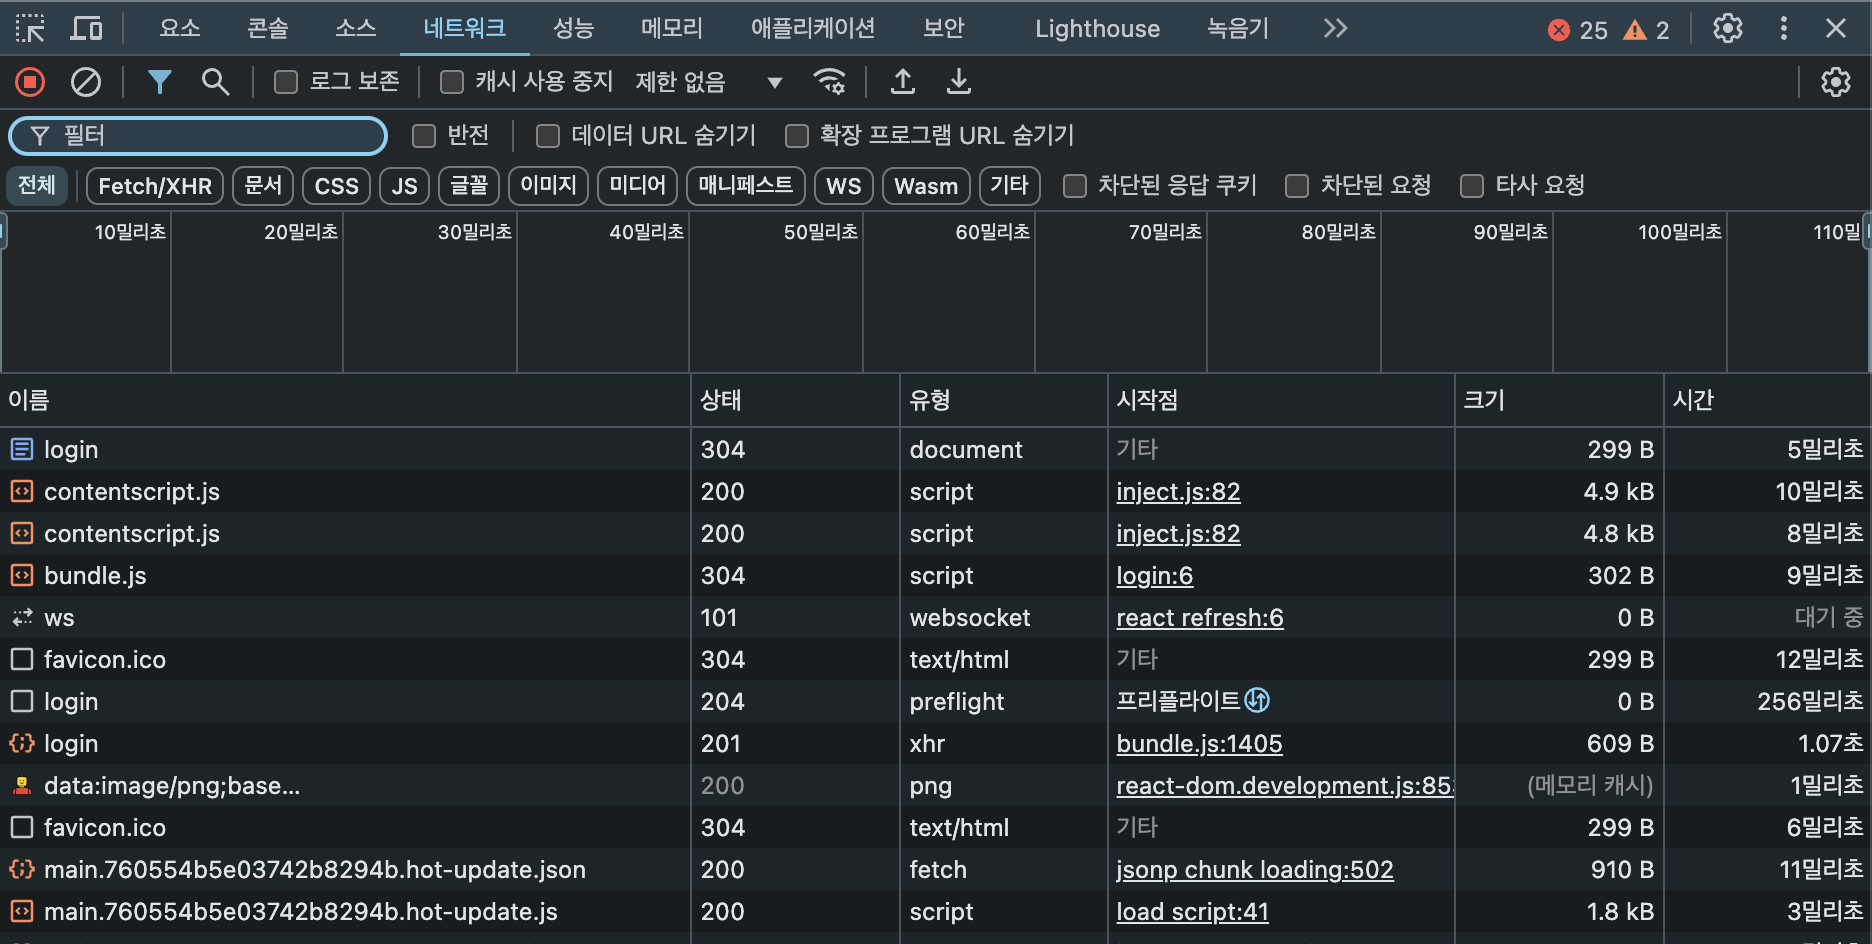 요소 콘솔 소스 네트워크 성능 메모리 애플리케이션 보안 Lighthouse 녹음기 25 2
로그 보존 캐시 사용 중지 제한 없음
필터 반전 데이터 URL 숨기기 확장 프로그램 URL 숨기기
전체 Fetch/XHR 문서 CSS JS 글꼴 이미지 미디어 매니페스트 WS Wasm 기타 차단된 응답 쿠키 차단된 요청 타사 요청
10밀리초 20밀리초 30밀리초 40밀리초 50밀리초 60밀리초 70밀리초 80밀리초 90밀리초 100밀리초 110밀
이름 상태 유형 시작점 크기 시간
login 304 document 기타 299 B 5밀리초
contentscript.js 200 script inject.js:82 4.9 kB 10밀리초
contentscript.js 200 script inject.js:82 4.8 kB 8밀리초
bundle.js 304 script login:6 302 B 9밀리초
ws 101 websocket react refresh:6 0 B 대기 중
favicon.ico 304 text/html 기타 299 B 12밀리초
login 204 preflight 프리플라이트 0 B 256밀리초
login 201 xhr bundle.js:1405 609 B 1.07초
data:image/png;base... 200 png react-dom.development.js:85 (메모리 캐시) 1밀리초
favicon.ico 304 text/html 기타 299 B 6밀리초
main.760554b5e03742b8294b.hot-update.json 200 fetch jsonp chunk loading:502 910 B 11밀리초
main.760554b5e03742b8294b.hot-update.js 200 script load script:41 1.8 kB 3밀리초